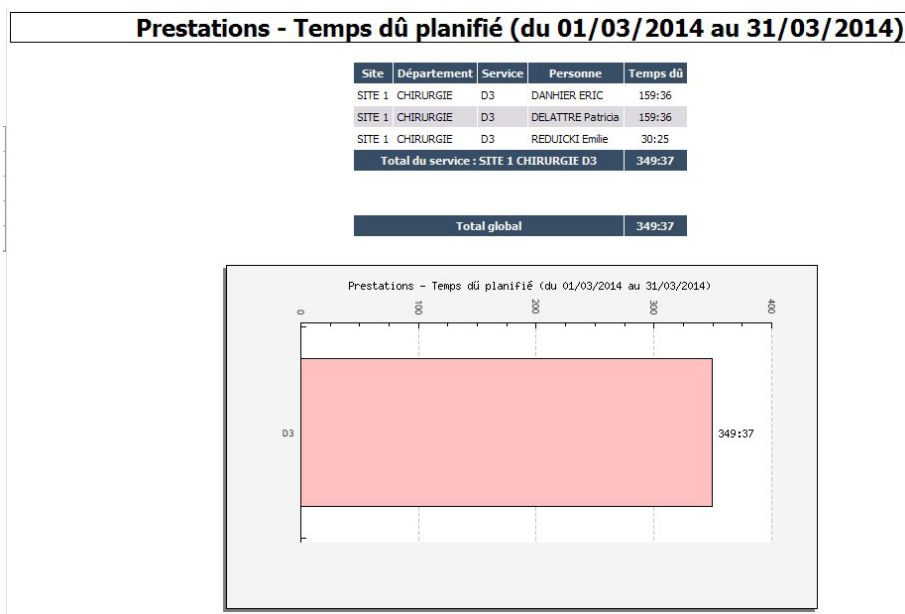 Prestations - Temps dû planifié (du 01/03/2014 au 31/03/2014)
Site Département Service Personne Temps dû
SITE 1 CHIRURGIE D3 DANHIER ERIC 159:36
SITE 1 CHIRURGIE D3 DELATTRE Patricia 159:36
SITE 1 CHIRURGIE D3 REDUICKI Emilie 30:25
Total du service : SITE 1 CHIRURGIE D3 349:37
Total global 349:37
Prestations - Temps dû planifié (du 01/03/2014 au 31/03/2014)
0 100 200 300 400
D3 349:37